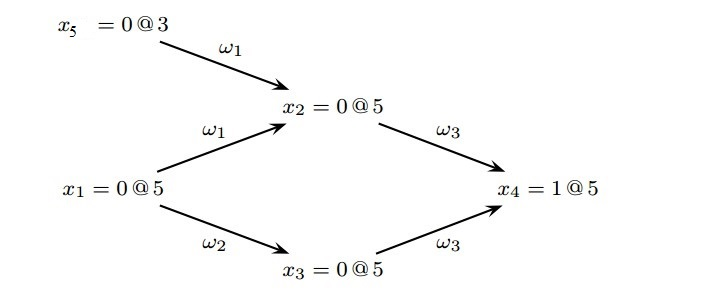 x₅ = 0 @ 3
ω₁
x₂ = 0 @ 5
ω₁
ω₃
x₁ = 0 @ 5
x₄ = 1 @ 5
ω₂
ω₃
x₃ = 0 @ 5